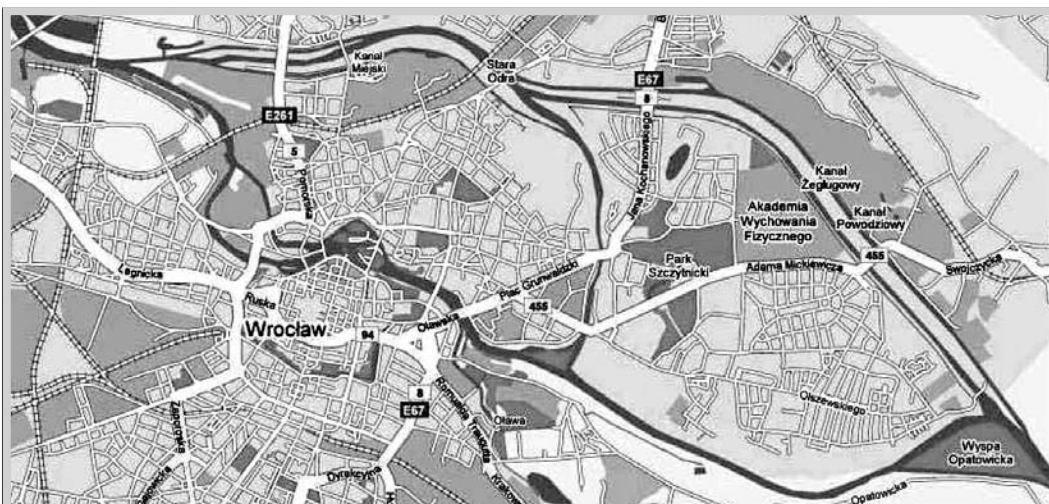 Kanał
Miejski
Stara
Odra
E67
8
E261
5
Pomorska
Jana Kochanowskiego
Kanał
Żeglugowy
Akademia
Wychowania
Fizycznego
Kanał
Powodziowy
455
Swojczycka
Legnicka
Park
Szczytnicki
Adama Mickiewicza
Plac Grunwaldzki
Ruska
455
Wrocław
94
Oławska
8
E67
Romualda Traugutta
Oława
Olszewskiego
Zaporoska
Wyspa
Opatowicka
Dyrekcyjna
Krakow
Opatowicka